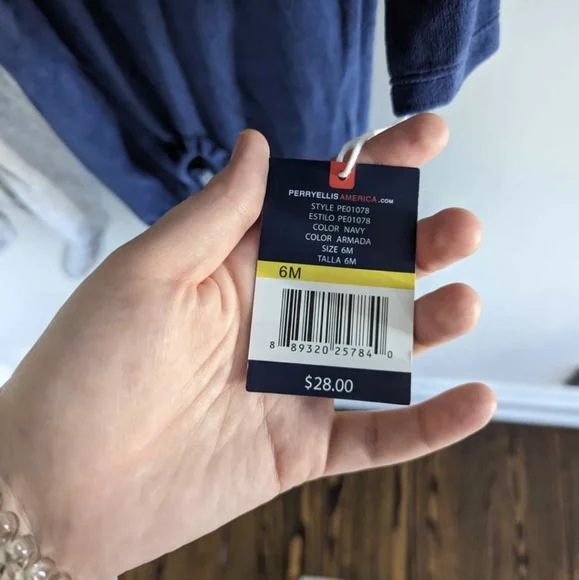 PERRYELLISAMERICA.COM
STYLE PE01078
ESTILO PE01078
COLOR NAVY
COLOR ARMADA
SIZE 6M
TALLA 6M
6M
8 89320 25784 0
$28.00